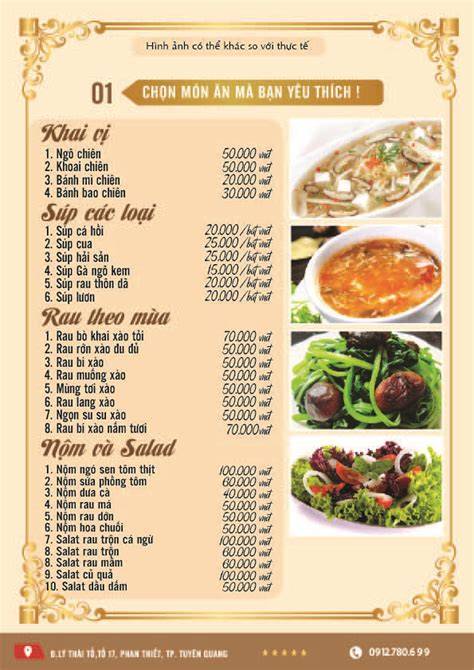 Hình ảnh có thể khác so với thực tế
01 CHỌN MÓN ĂN MÀ BẠN YÊU THÍCH !
Khai vị
1. Ngô chiên 50.000 vnđ
2. Khoai chiên 50.000 vnđ
3. Bánh mì chiên 20.000 vnđ
4. Bánh bao chiên 30.000 vnđ
Súp các loại
1. Súp cá hồi 20.000/bát vnđ
2. Súp cua 25.000/bát vnđ
3. Súp hải sản 25.000/bát vnđ
4. Súp Gà ngô kem 15.000/bát vnđ
5. Súp rau thôn dã 20.000/bát vnđ
6. Súp lươn 20.000/bát vnđ
Rau theo mùa
1. Rau bò khai xào tỏi 70.000 vnđ
2. Rau rớn xào du đủ 50.000 vnđ
3. Rau bí xào 50.000 vnđ
4. Rau muống xào 50.000 vnđ
5. Mùng tơi xào 50.000 vnđ
6. Rau lang xào 50.000 vnđ
7. Ngọn su su xào 50.000 vnđ
8. Rau bí xào nấm tươi 70.000 vnđ
Nộm và Salad
1. Nộm ngó sen tôm thịt 100.000 vnđ
2. Nộm sứa phồng tôm 60.000 vnđ
3. Nộm dưa cà 40.000 vnđ
4. Nộm rau má 50.000 vnđ
5. Nộm rau dớn 50.000 vnđ
6. Nộm hoa chuối 50.000 vnđ
7. Salat rau trộn cá ngừ 100.000 vnđ
8. Salat rau trộn 60.000 vnđ
8. Salat rau mầm 60.000 vnđ
9. Salat củ quả 100.000 vnđ
10. Salat dầu dấm 50.000 vnđ
Đ.LÝ THÁI TỔ,TỔ 17, PHAN THIẾT, TP. TUYÊN QUANG 0912.780.699